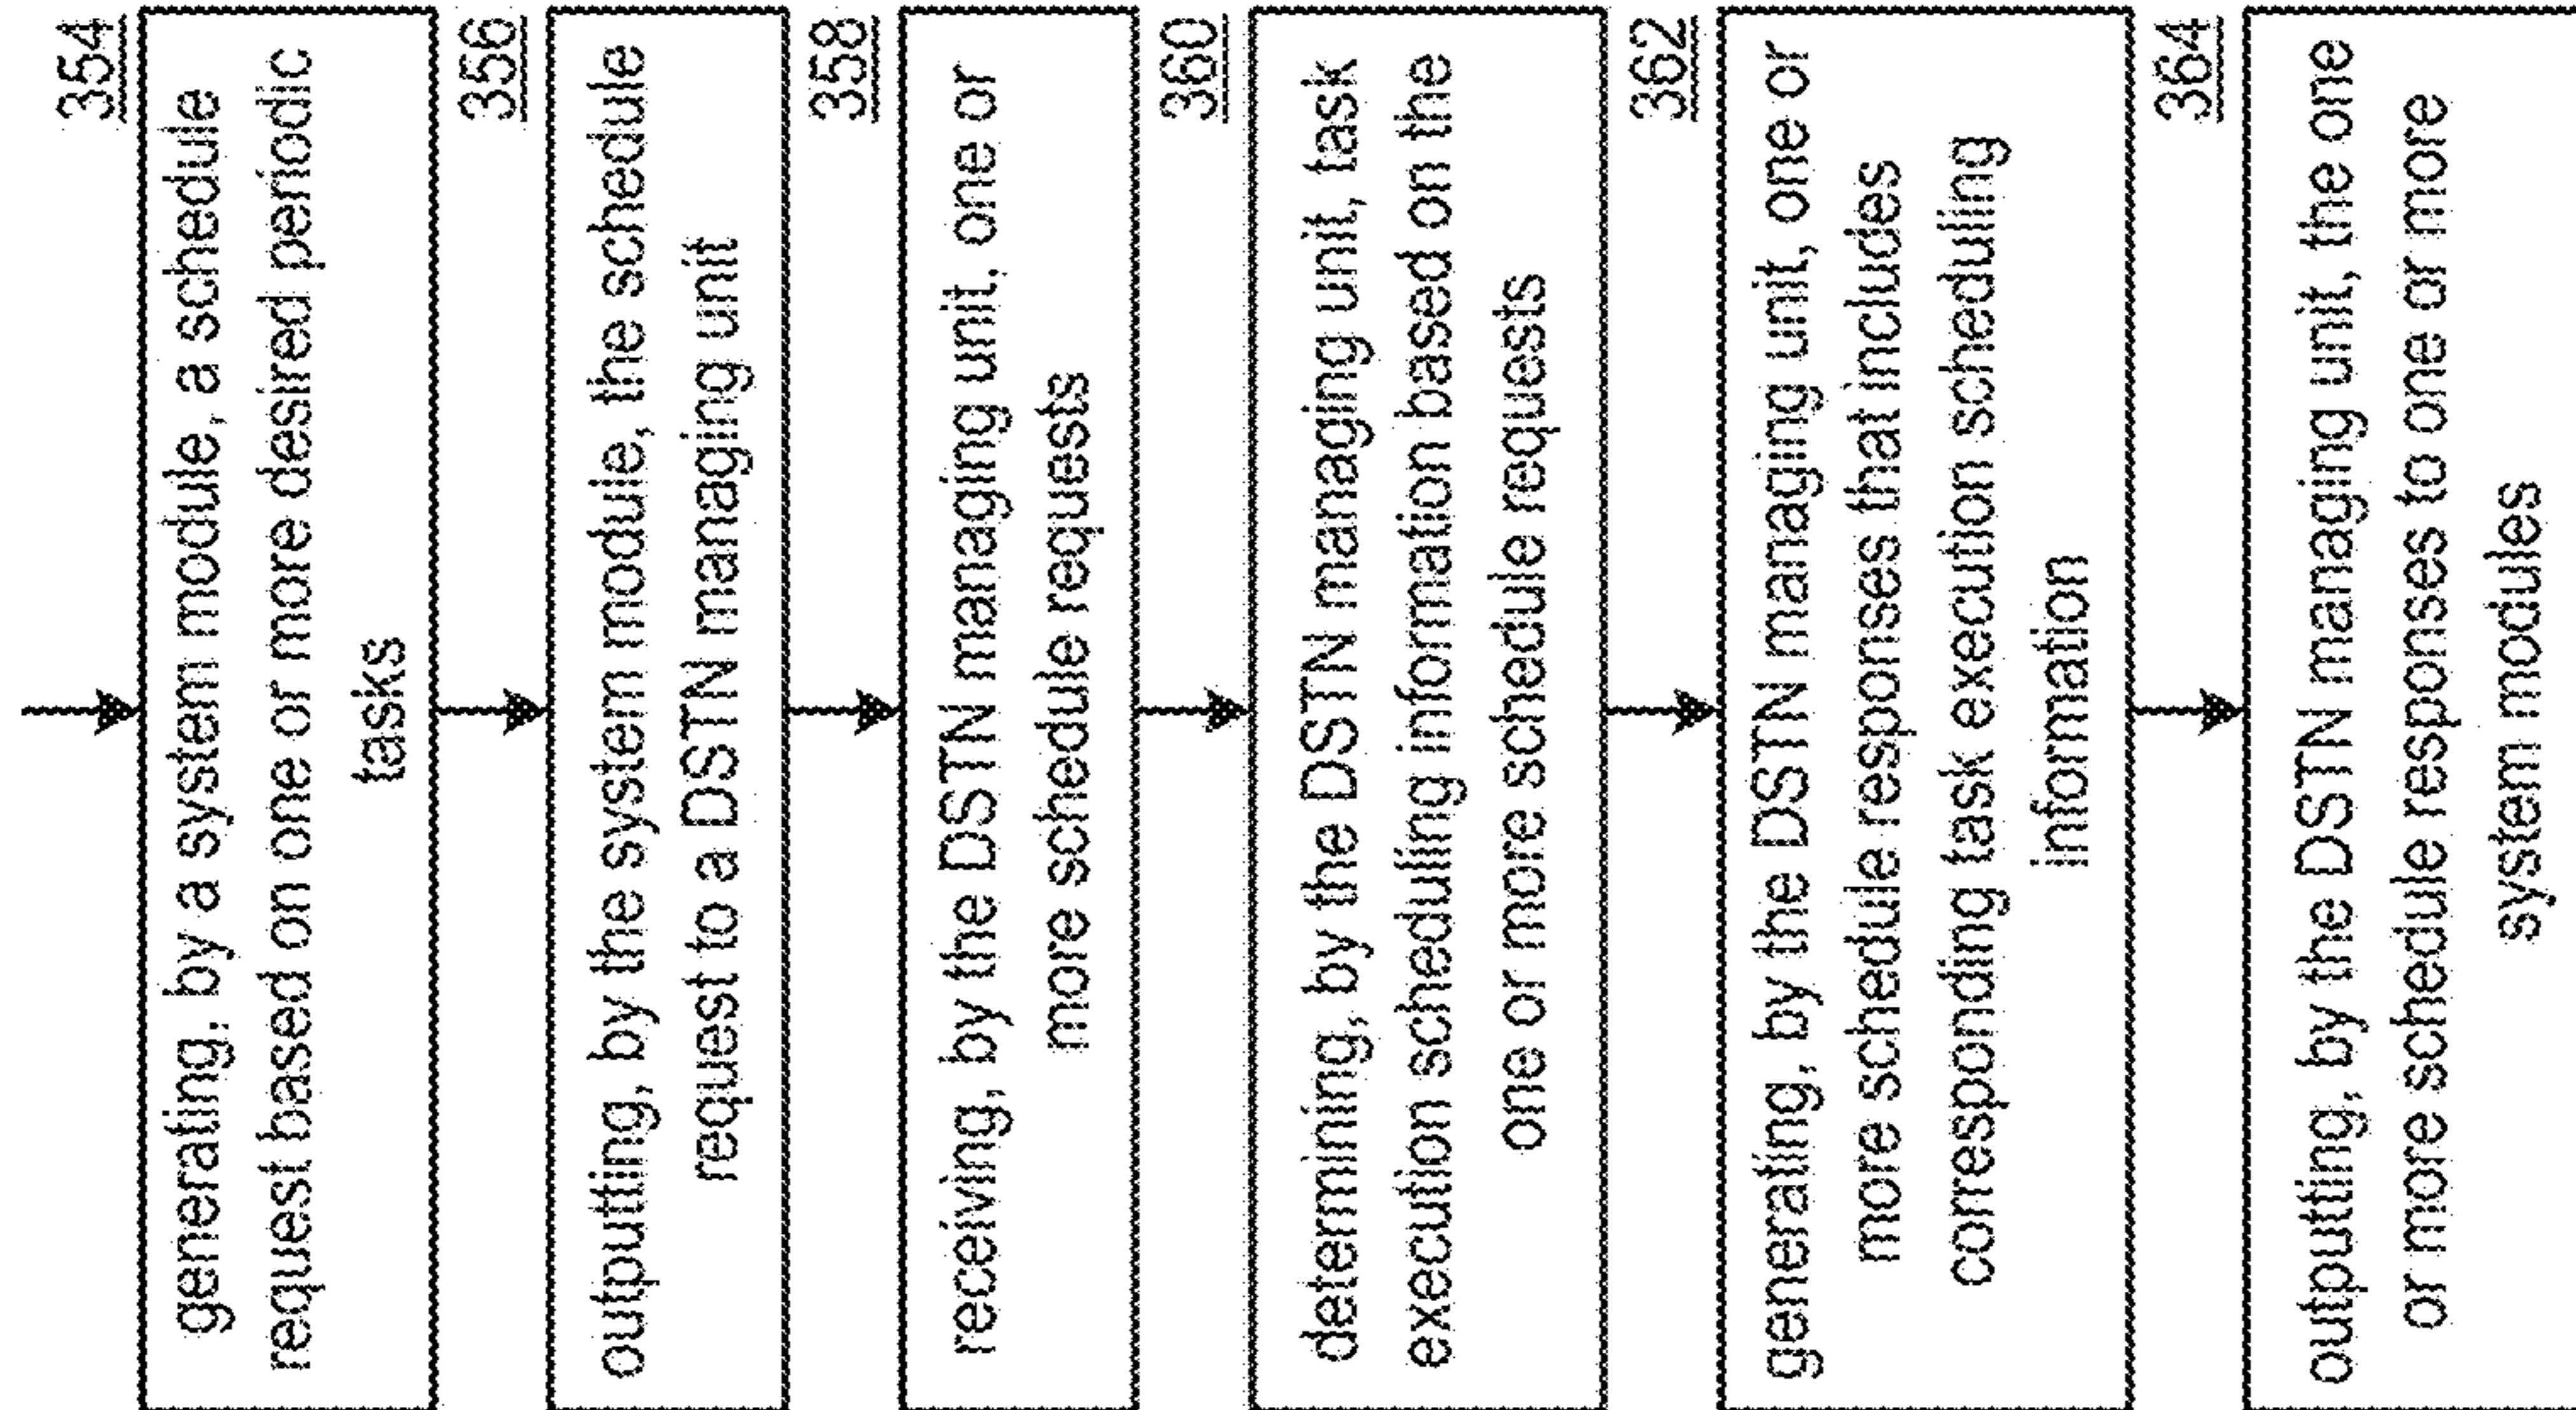 354
generating, by a system module, a schedule
request based on one or more desired periodic
tasks
356
outputting, by the system module, the schedule
request to a DSTN managing unit
358
receiving, by the DSTN managing unit, one or
more schedule requests
360
determining, by the DSTN managing unit, task
execution scheduling information based on the
one or more schedule requests
362
generating, by the DSTN managing unit, one or
more schedule responses that includes
corresponding task execution scheduling
information
364
outputting, by the DSTN managing unit, the one
or more schedule responses to one or more
system modules